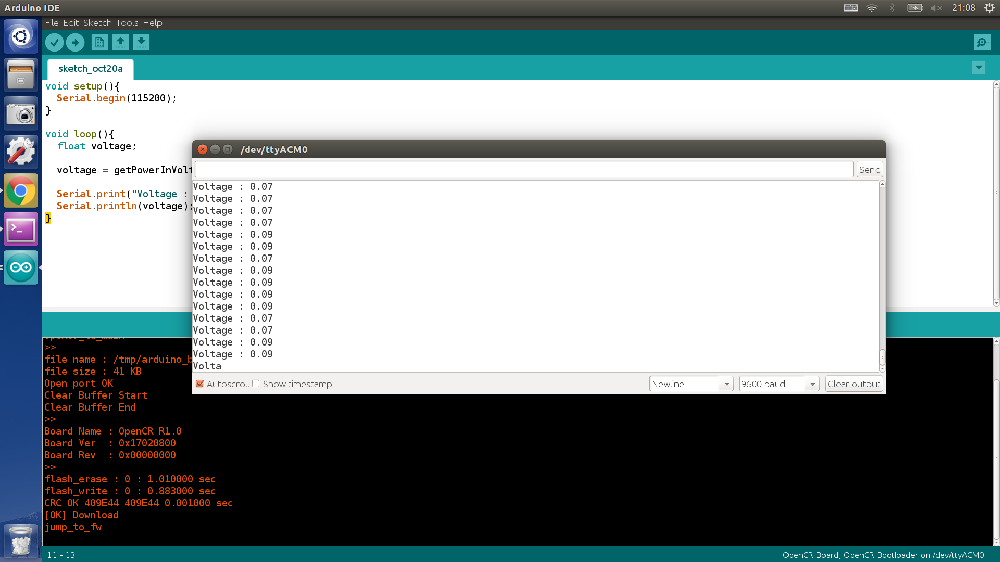 Arduino IDE
21:08
File Edit Sketch Tools Help
sketch_oct20a
void setup(){
Serial.begin(115200);
}
void loop(){
float voltage;
voltage = getPowerInVolt
Serial.print("Voltage :
Serial.println(voltage);
}
/dev/ttyACM0
Send
Voltage : 0.07
Voltage : 0.07
Voltage : 0.07
Voltage : 0.07
Voltage : 0.09
Voltage : 0.09
Voltage : 0.07
Voltage : 0.09
Voltage : 0.09
Voltage : 0.09
Voltage : 0.09
Voltage : 0.07
Voltage : 0.07
Voltage : 0.09
Voltage : 0.09
Volta
Autoscroll Show timestamp Newline 9600 baud Clear output
>>
file name : /tmp/arduino_b
file size : 41 KB
Open port OK
Clear Buffer Start
Clear Buffer End
>>
Board Name : OpenCR R1.0
Board Ver : 0x17020800
Board Rev : 0x00000000
>>
flash_erase : 0 : 1.010000 sec
flash_write : 0 : 0.883000 sec
CRC OK 409E44 409E44 0.001000 sec
[OK] Download
jump_to_fw
11 - 13
OpenCR Board, OpenCR Bootloader on /dev/ttyACM0